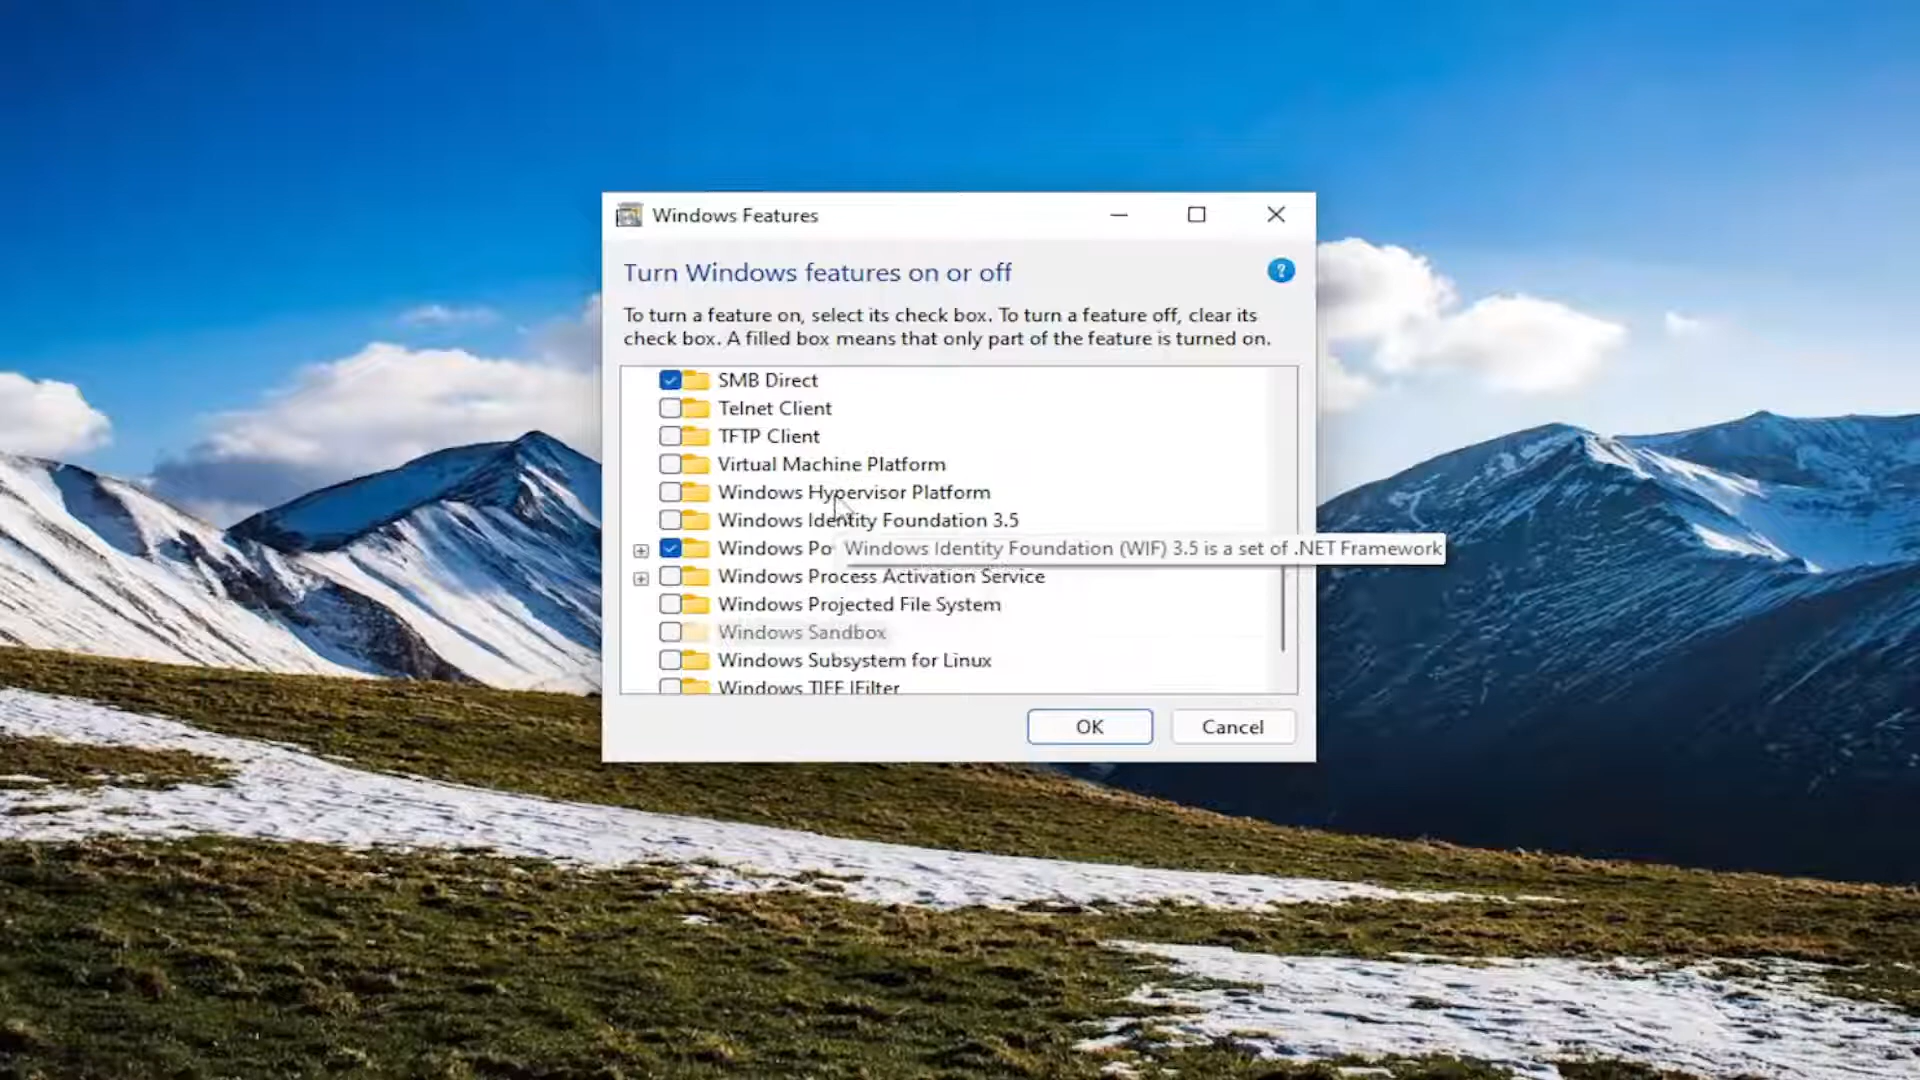 Windows Features
Turn Windows features on or off
?
To turn a feature on, select its check box. To turn a feature off, clear its
check box. A filled box means that only part of the feature is turned on.
SMB Direct
Telnet Client
TFTP Client
Virtual Machine Platform
Windows Hypervisor Platform
Windows Identity Foundation 3.5
Windows Po
Windows Identity Foundation (WIF) 3.5 is a set of .NET Framework
Windows Process Activation Service
Windows Projected File System
Windows Sandbox
Windows Subsystem for Linux
Windows TIFF IFilter
OK
Cancel